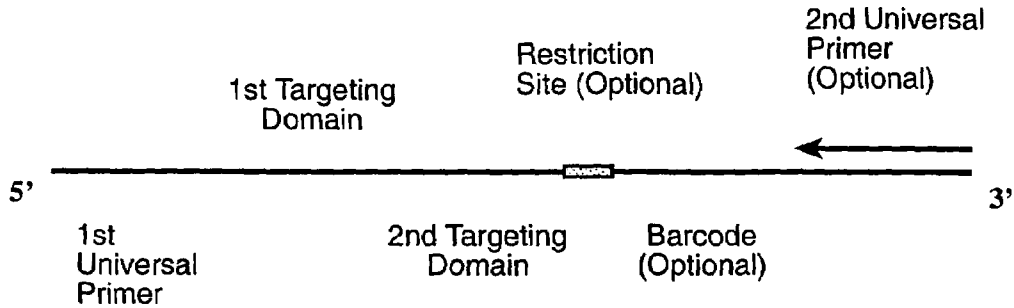 2nd Universal
Primer
(Optional)
Restriction
Site (Optional)
1st Targeting
Domain
5’
3’
1st
Universal
Primer
2nd Targeting
Domain
Barcode
(Optional)